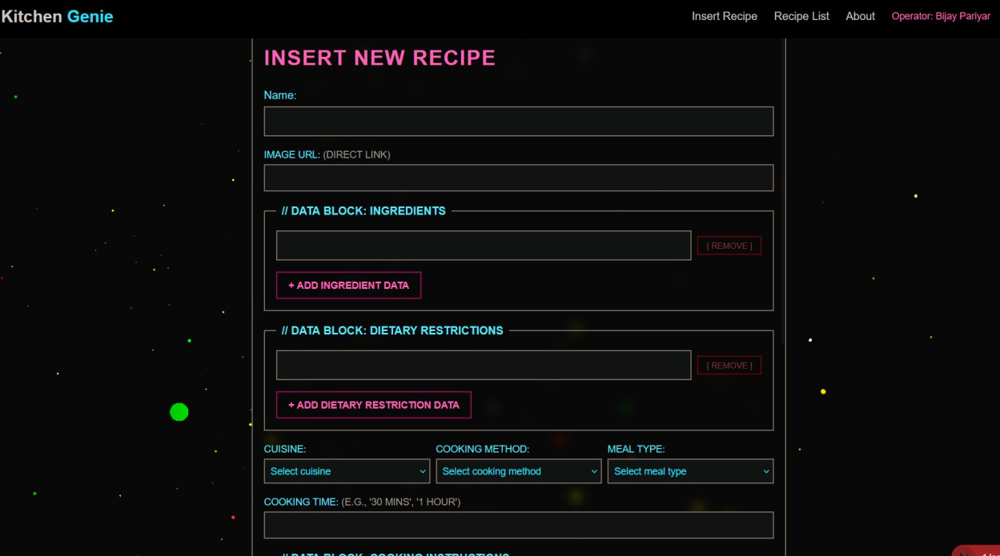 Kitchen Genie
Insert Recipe Recipe List About Operator: Bijay Pariyar
INSERT NEW RECIPE
Name:
IMAGE URL: (DIRECT LINK)
// DATA BLOCK: INGREDIENTS
[ REMOVE ]
+ ADD INGREDIENT DATA
// DATA BLOCK: DIETARY RESTRICTIONS
[ REMOVE ]
+ ADD DIETARY RESTRICTION DATA
CUISINE: COOKING METHOD: MEAL TYPE:
Select cuisine Select cooking method Select meal type
COOKING TIME: (E.G., '30 MINS', '1 HOUR')
// DATA BLOCK: COOKING INSTRUCTIONS